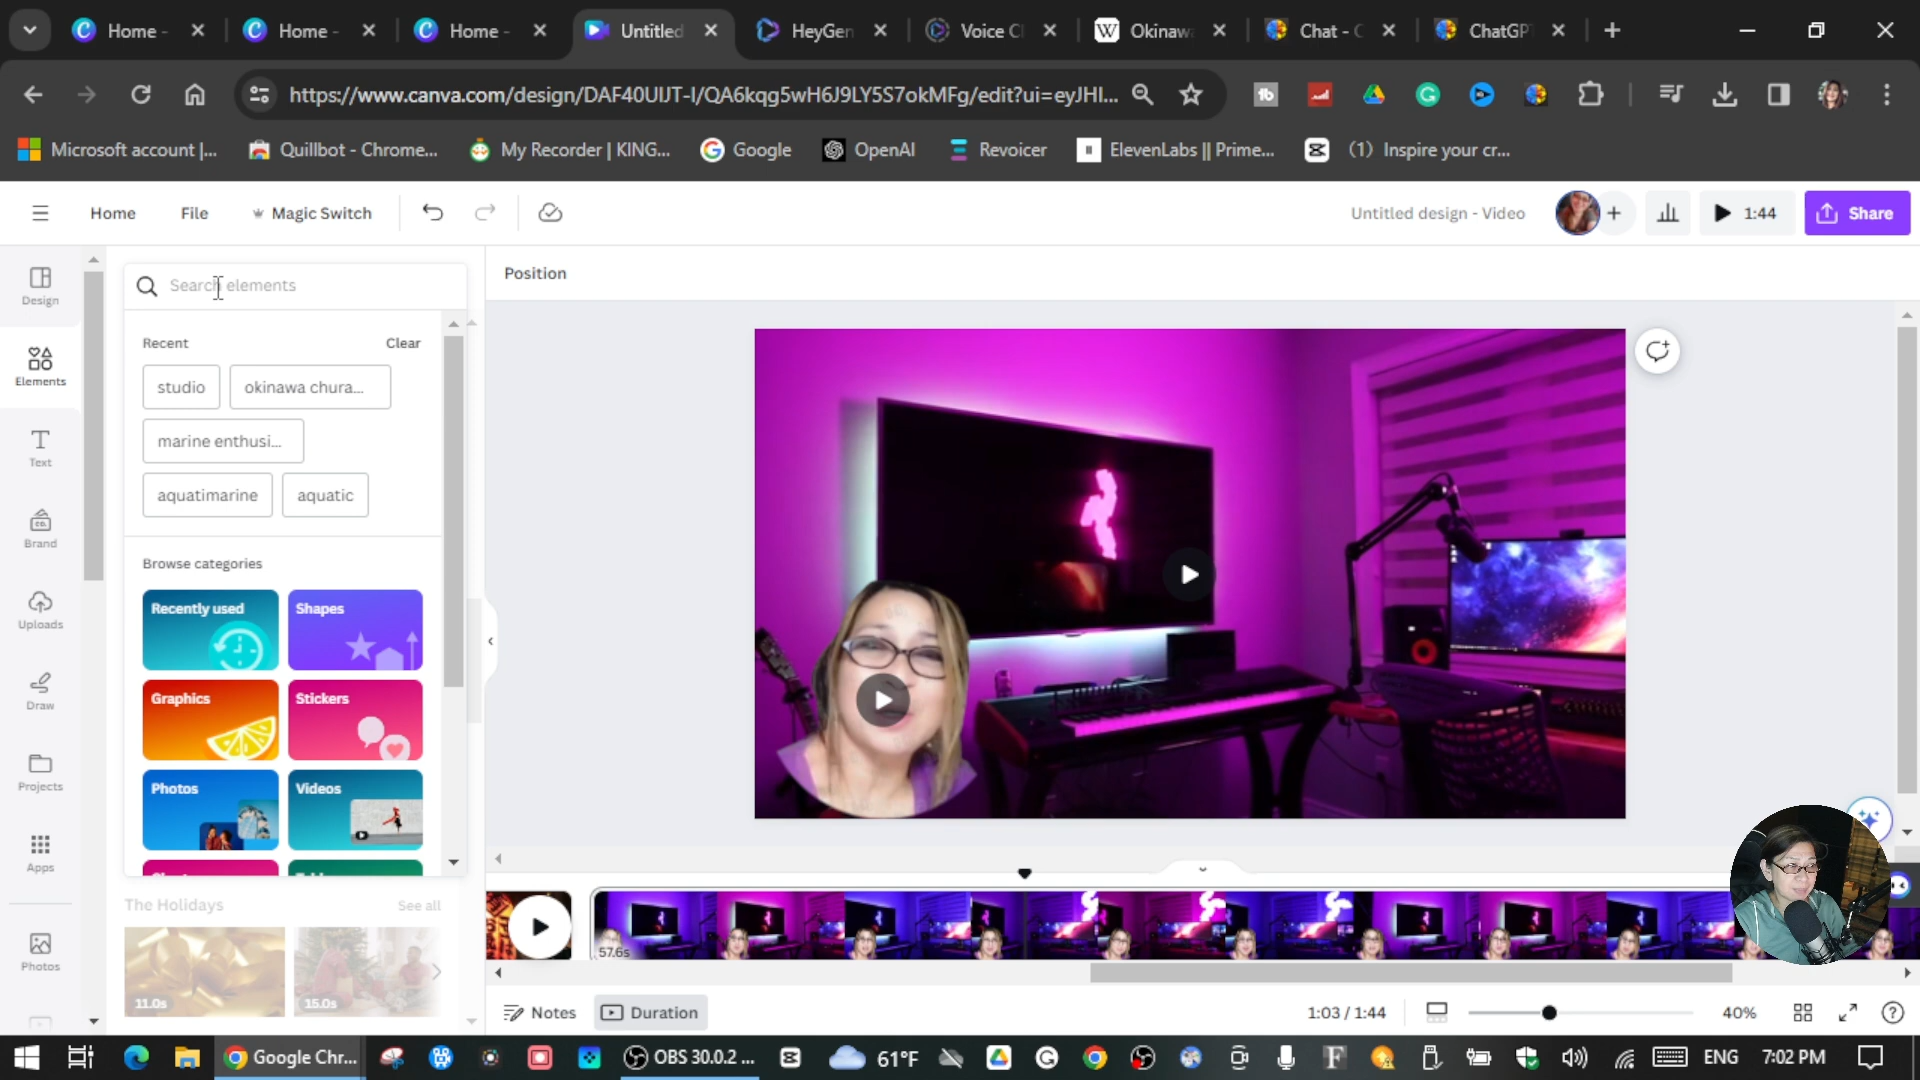 Home -
Home -
Home -
Untitled
HeyGen
Voice Cl
Okinaw
Chat - C
ChatGP
https://www.canva.com/design/DAF40UIJT-I/QA6kqg5wH6J9LY5S7okMFg/edit?ui=eyJHI...
Microsoft account |...
Quillbot - Chrome...
My Recorder | KING...
Google
OpenAI
Revoicer
ElevenLabs || Prime...
(1) Inspire your cr...
Home
File
Magic Switch
Untitled design - Video
1:44
Share
Design
Elements
Text
Brand
Uploads
Draw
Projects
Apps
Photos
Search elements
Recent
Clear
studio
okinawa chura...
marine enthusi...
aquatimarine
aquatic
Browse categories
Recently used
Shapes
Graphics
Stickers
Photos
Videos
The Holidays
See all
11.0s
15.0s
Position
57.6s
Notes
Duration
1:03 / 1:44
40%
Google Chr...
OBS 30.0.2 ...
61°F
ENG
7:02 PM